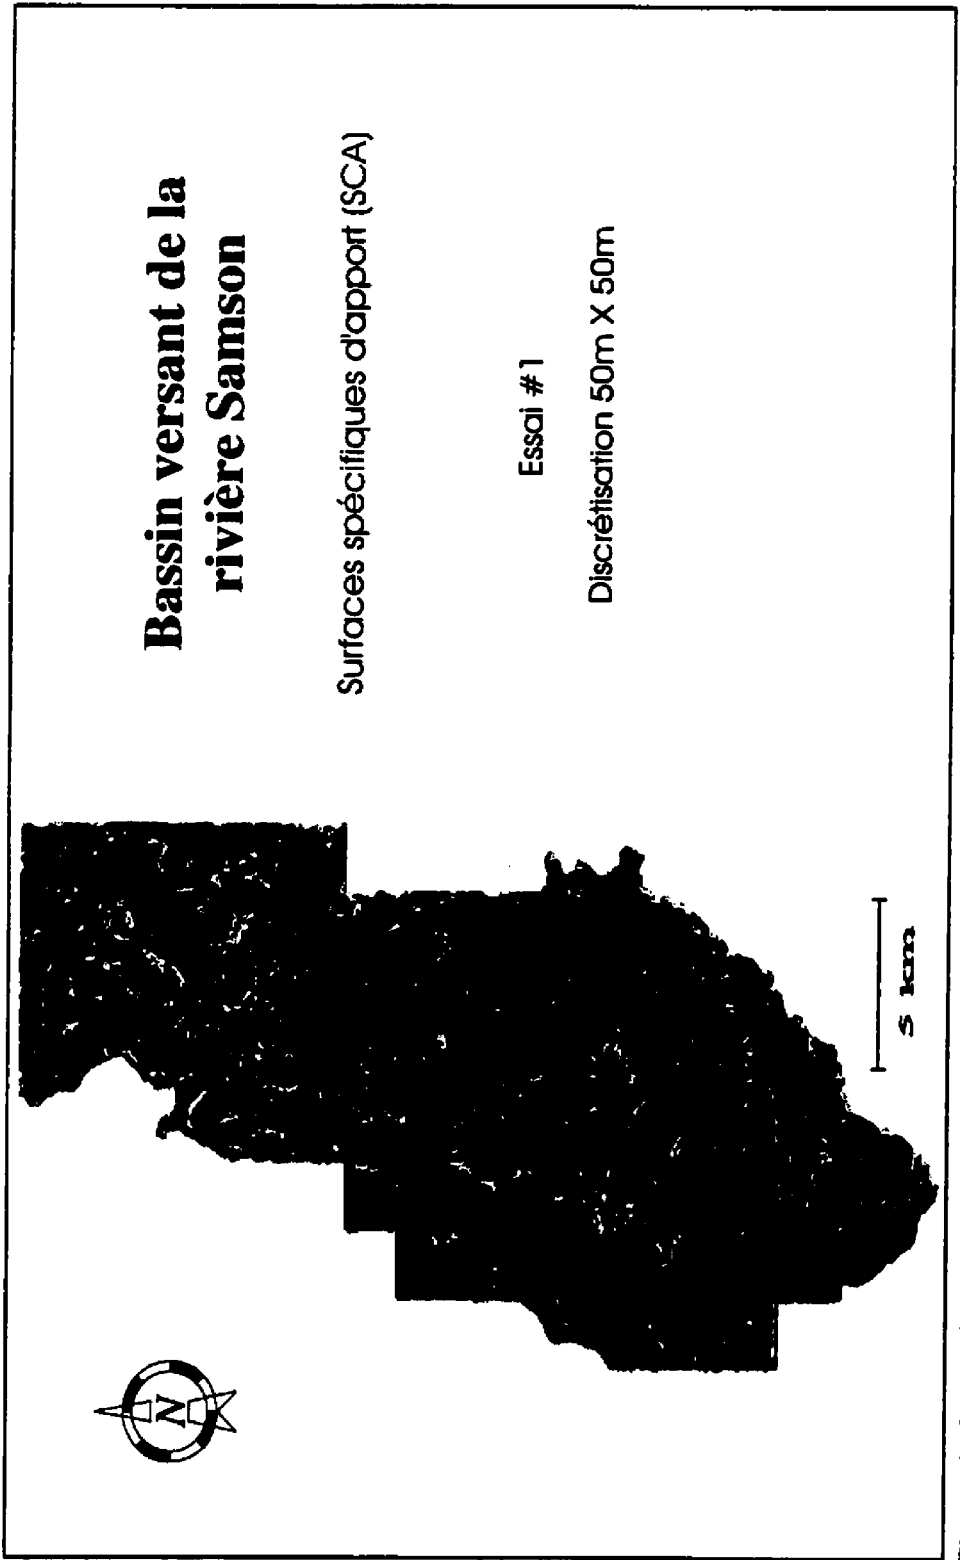 Bassin versant de la
rivière Samson
Surfaces spécifiques d'apport (SCA)
Essai #1
Discrétisation 50m X 50m
N
5 km